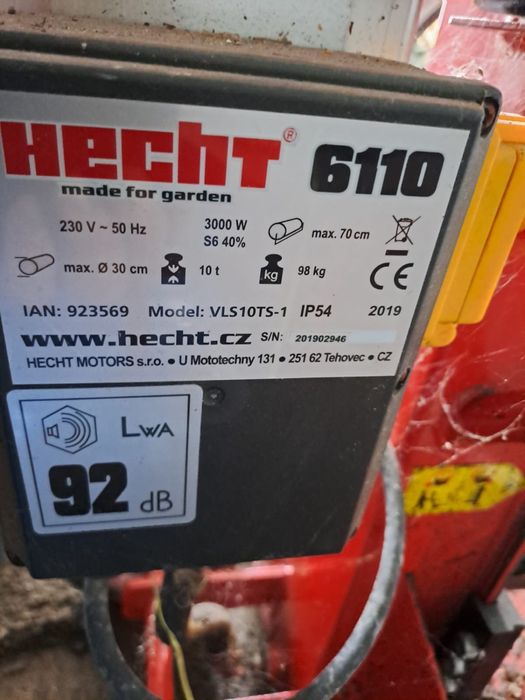 HECHT® 6110
made for garden
230 V ~ 50 Hz 3000 W S6 40% max. 70 cm
max. Ø 30 cm 10 t kg 98 kg CE
IAN: 923569 Model: VLS10TS-1 IP54 2019
www.hecht.cz S/N: 201902946
HECHT MOTORS s.r.o. ● U Mototechny 131 ● 251 62 Tehovec ● CZ
LWA
92 dB